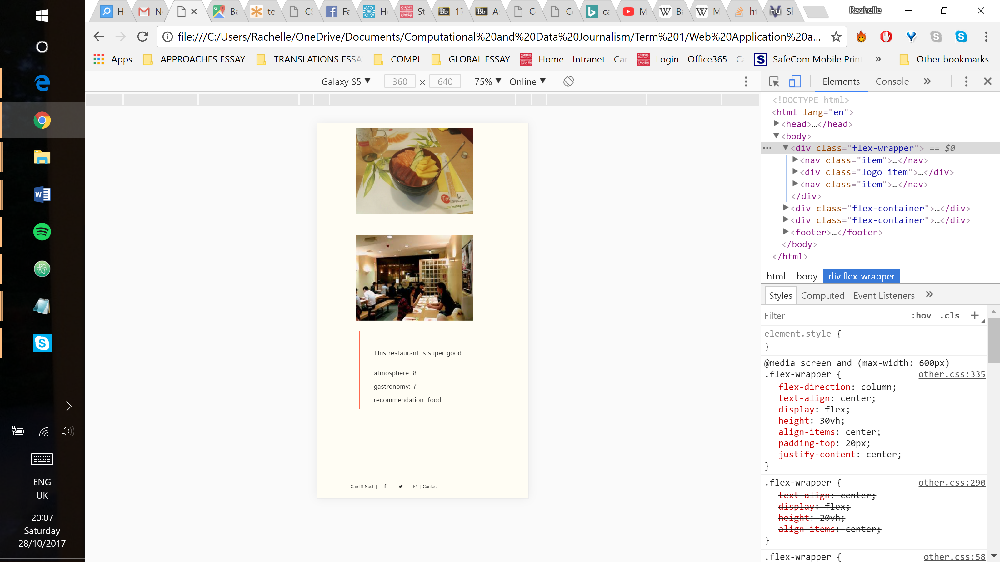 H
N
Ba
te
CS
Fa
H
St
17
A
C
C
ca
M
W Ba
W M
ht
Sl
Rachelle
file:///C:/Users/Rachelle/OneDrive/Documents/Computational%20and%20Data%20Journalism/Term%201/Web%20Application%20a...
Apps
APPROACHES ESSAY
TRANSLATIONS ESSA
COMPJ
GLOBAL ESSAY
Home - Intranet - Car
Login - Office365 - Ca
SafeCom Mobile Prin
»
Other bookmarks
Galaxy S5 ▼ 360 × 640 75% ▼ Online ▼
Elements Console »
<!DOCTYPE html>
<html lang="en">
<head>…</head>
<body>
<div class="flex-wrapper"> == $0
<nav class="item">…</nav>
<div class="logo item">…</div>
<nav class="item">…</nav>
</div>
<div class="flex-container">…</div>
<div class="flex-container">…</div>
<footer>…</footer>
</body>
</html>
html body div.flex-wrapper
Styles Computed Event Listeners »
Filter :hov .cls +
element.style {
}
@media screen and (max-width: 600px)
.flex-wrapper { other.css:335
flex-direction: column;
text-align: center;
display: flex;
height: 30vh;
align-items: center;
padding-top: 20px;
justify-content: center;
}
.flex-wrapper { other.css:290
text-align: center;
display: flex;
height: 20vh;
align-items: center;
}
.flex-wrapper { other.css:58
...the healthy option
This restaurant is super good
atmosphere: 8
gastronomy: 7
recommendation: food
Cardiff Nosh | | Contact
ENG
UK
20:07
Saturday
28/10/2017